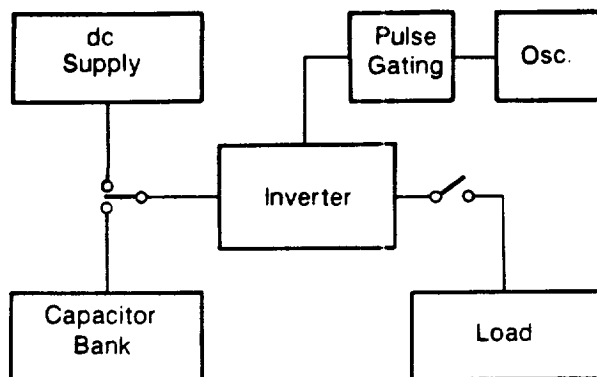 dc
Supply
Pulse
Gating
Osc.
Inverter
Capacitor
Bank
Load